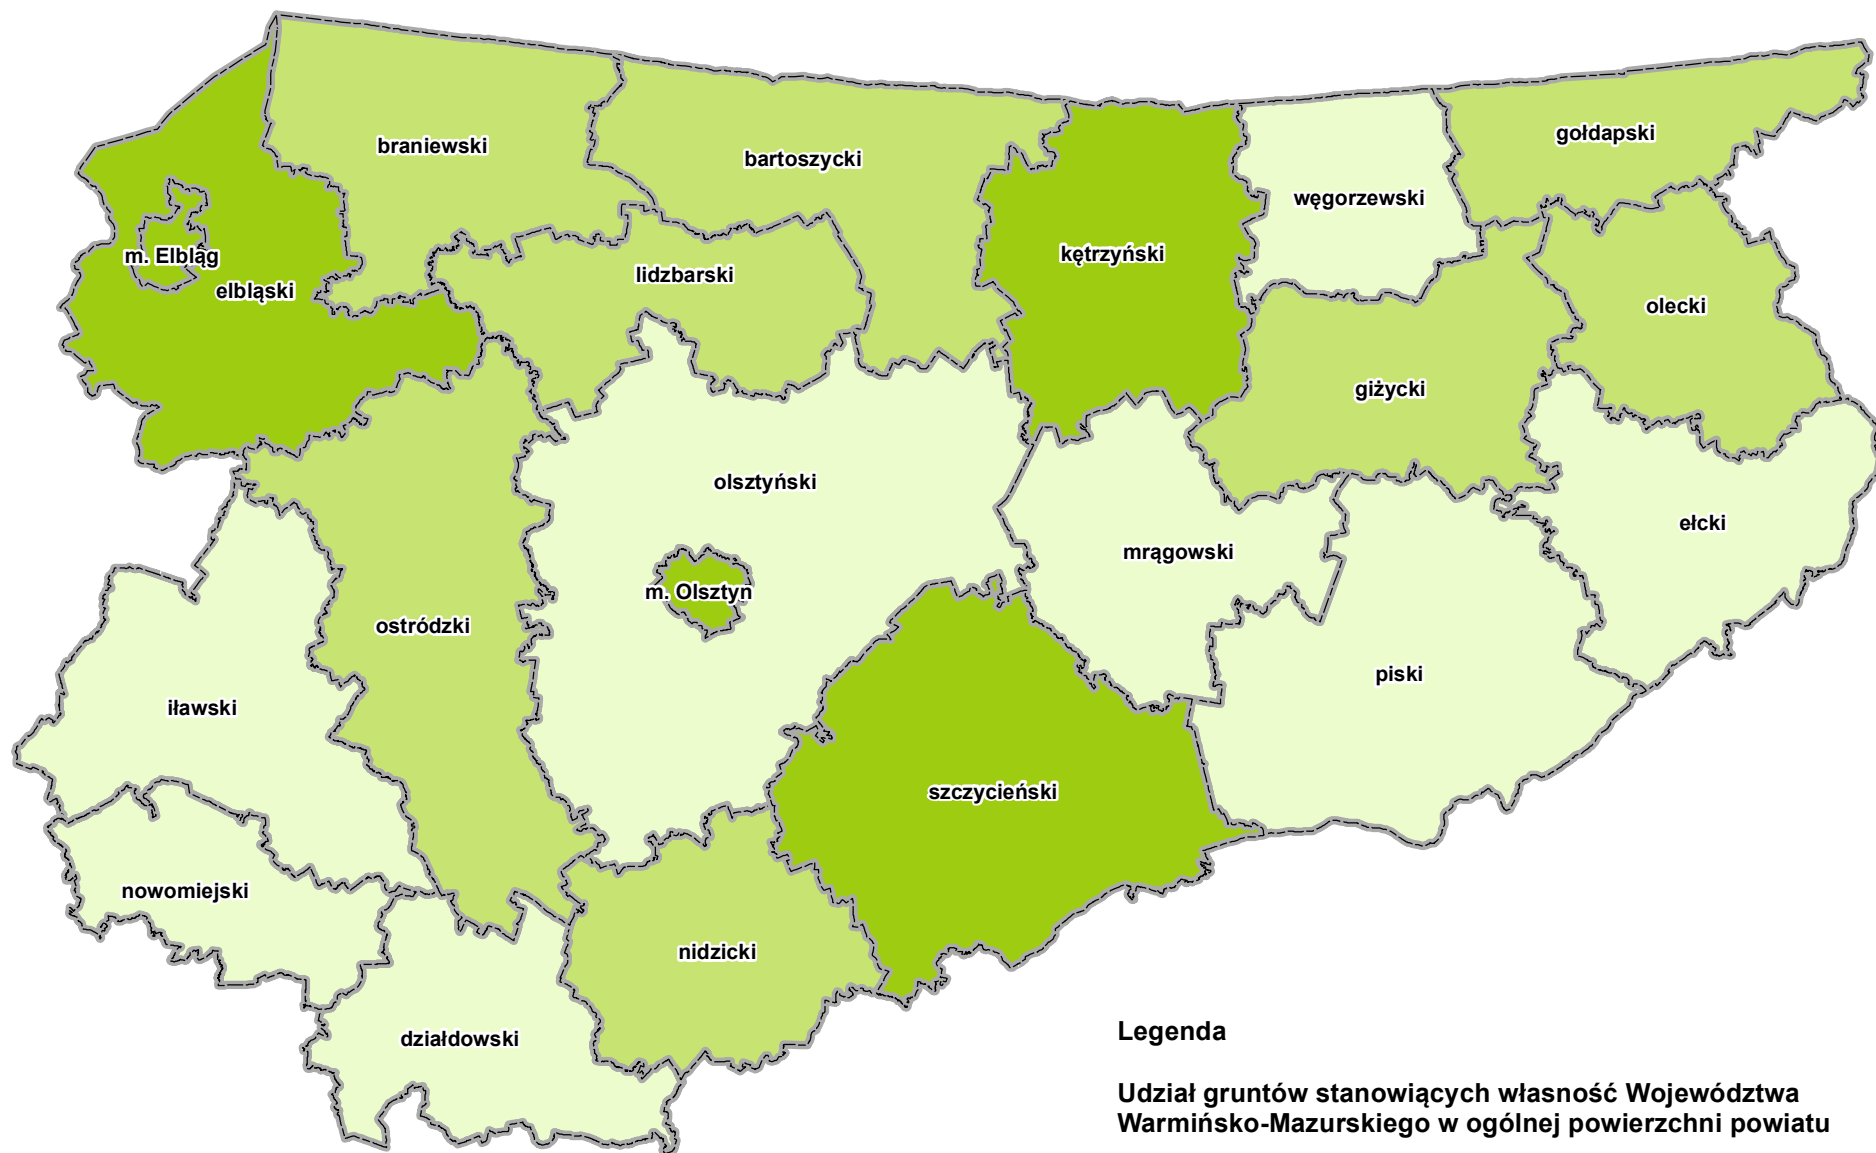 braniewski
bartoszycki
gołdapski
węgorzewski
m. Elbląg
elbląski
lidzbarski
kętrzyński
olecki
giżycki
olsztyński
ełcki
mrągowski
m. Olsztyn
ostródzki
piski
iławski
szczycieński
nowomiejski
nidzicki
działdowski
Legenda
Udział gruntów stanowiących własność Województwa
Warmińsko-Mazurskiego w ogólnej powierzchni powiatu